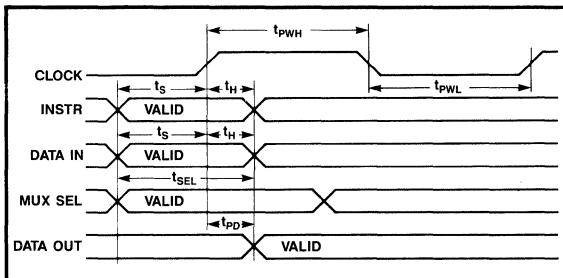 tPWH
CLOCK
tS tH tPWL
INSTR VALID
tS tH
DATA IN VALID
tSEL
MUX SEL VALID
tPD
DATA OUT VALID